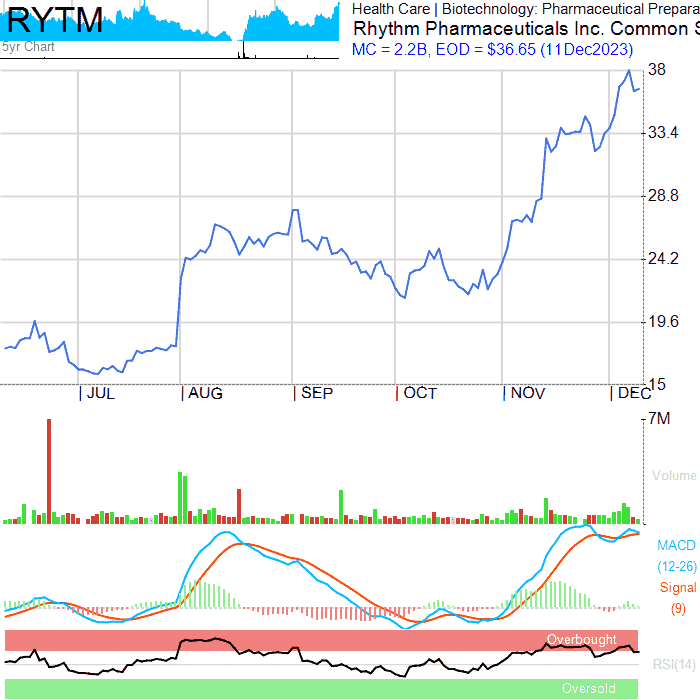 RYTM
5yr Chart
Health Care | Biotechnology: Pharmaceutical Prepara
Rhythm Pharmaceuticals Inc. Common S
MC = 2.2B, EOD = $36.65 (11Dec2023)
38
33.4
28.8
24.2
19.6
15
JUL AUG SEP OCT NOV DEC
7M
Volume
MACD
(12-26)
Signal
(9)
Overbought
RSI(14)
Oversold